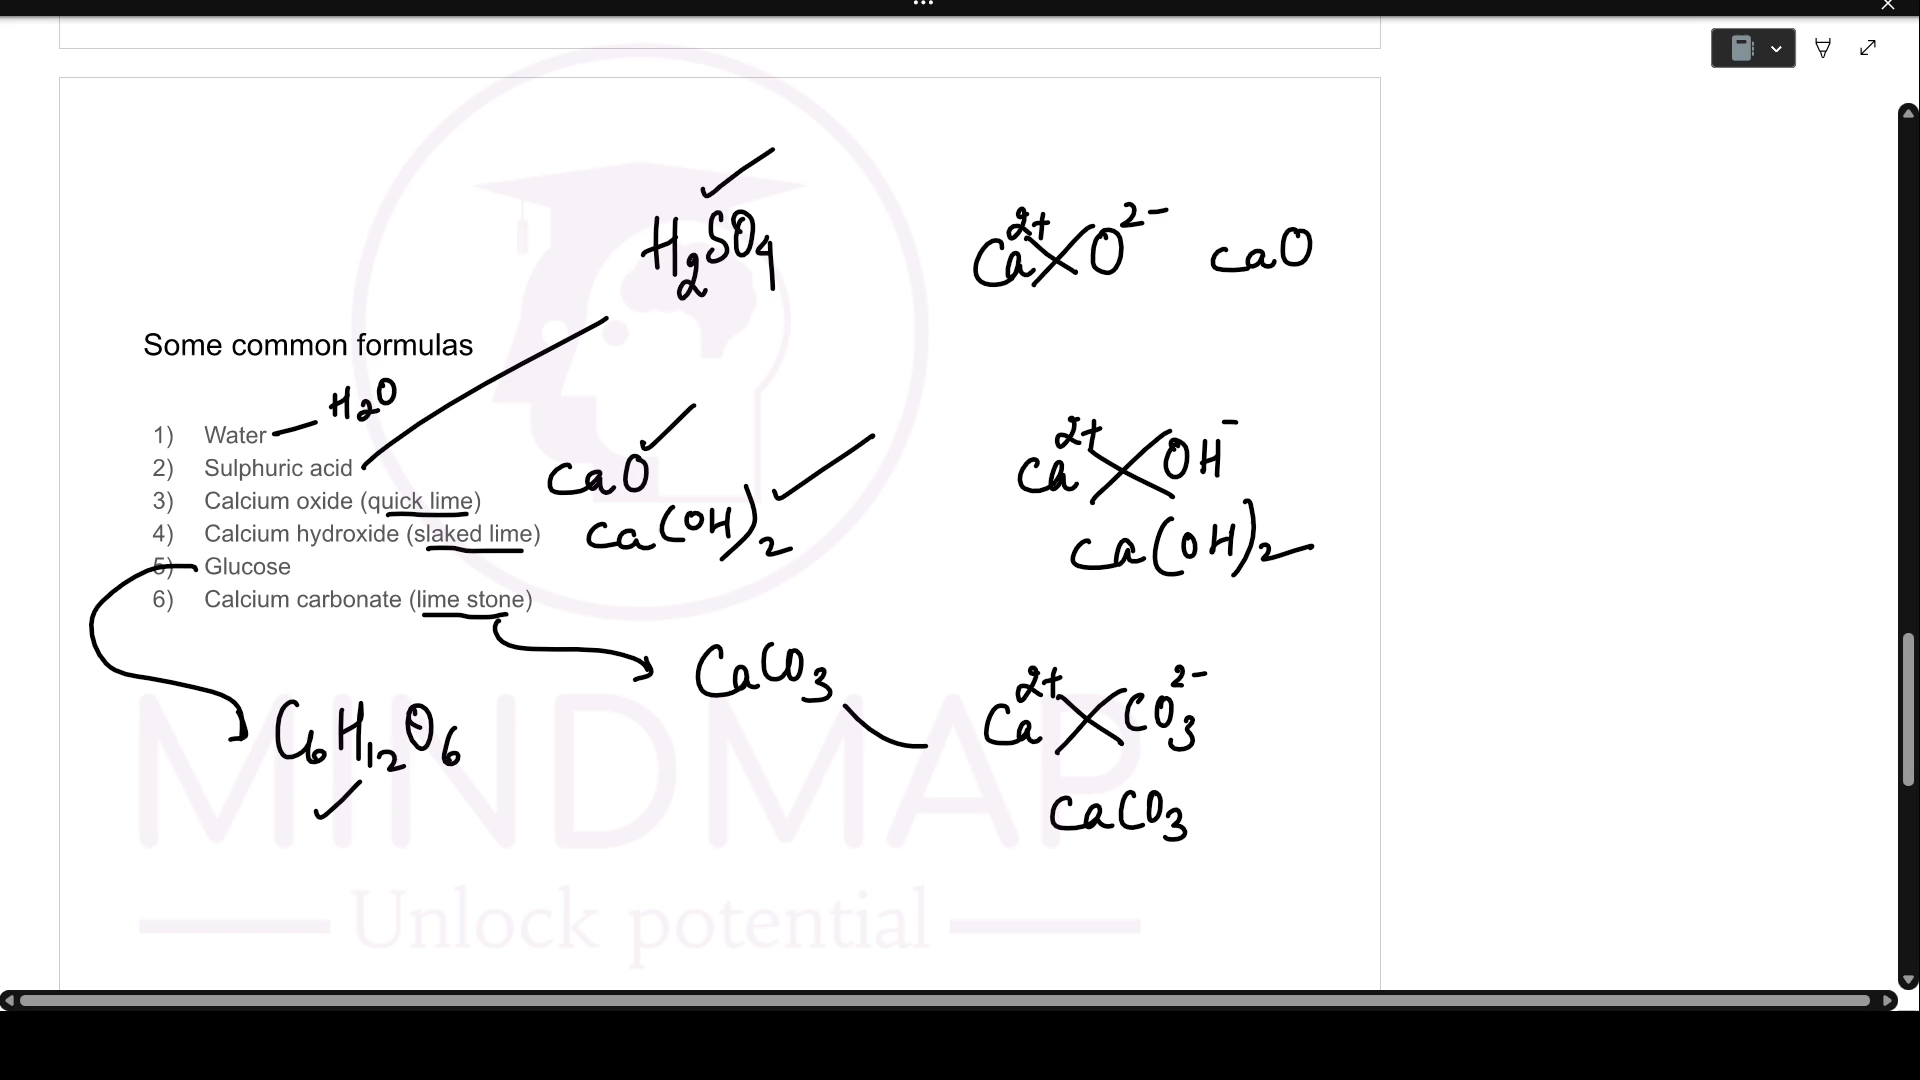 H₂SO₄
Ca²⁺ O²⁻ CaO
Some common formulas
H₂O
1) Water
2) Sulphuric acid
3) Calcium oxide (quick lime)
CaO
Ca²⁺ OH⁻
4) Calcium hydroxide (slaked lime)
Ca(OH)₂
Ca(OH)₂
5) Glucose
6) Calcium carbonate (lime stone)
CaCO₃
Ca²⁺ CO₃²⁻
C₆H₁₂O₆
CaCO₃
MINDMAP
Unlock potential